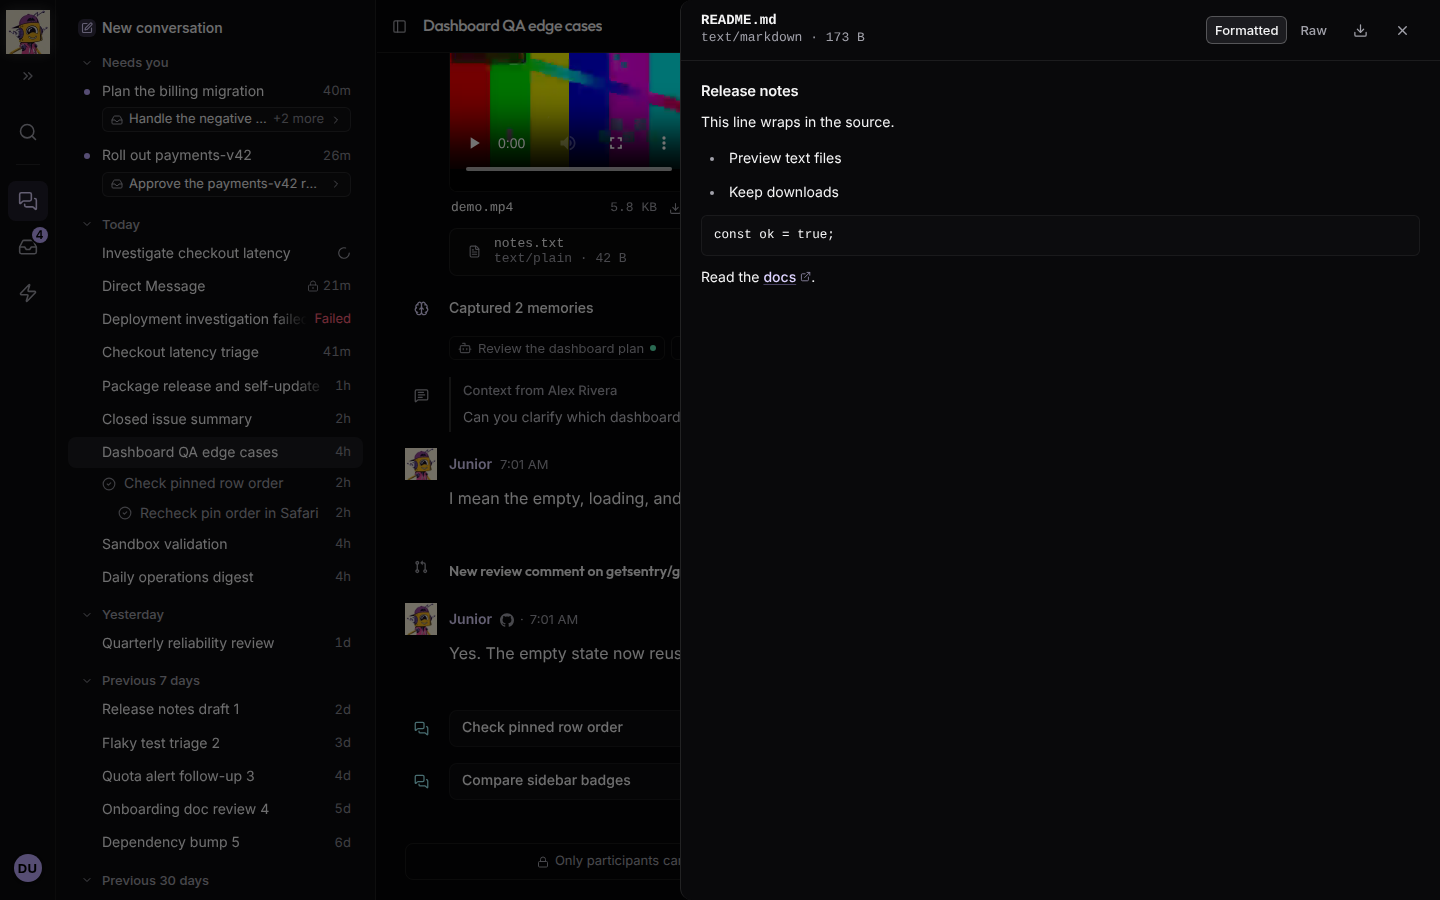 New conversation
Needs you
Plan the billing migration 40m
Handle the negative ... +2 more
Roll out payments-v42 26m
Approve the payments-v42 r...
Today
4
Investigate checkout latency
Direct Message 21m
Deployment investigation failed Failed
Checkout latency triage 41m
Package release and self-update 1h
Closed issue summary 2h
Dashboard QA edge cases 4h
Check pinned row order 2h
Recheck pin order in Safari 2h
Sandbox validation 4h
Daily operations digest 4h
Yesterday
Quarterly reliability review 1d
Previous 7 days
Release notes draft 1 2d
Flaky test triage 2 3d
Quota alert follow-up 3 4d
Onboarding doc review 4 5d
Dependency bump 5 6d
DU
Previous 30 days
Dashboard QA edge cases
0:00
demo.mp4 5.8 KB
notes.txt
text/plain · 42 B
Captured 2 memories
Review the dashboard plan
Context from Alex Rivera
Can you clarify which dashboard
Junior 7:01 AM
I mean the empty, loading, and
New review comment on getsentry/g
Junior · 7:01 AM
Yes. The empty state now reus
Check pinned row order
Compare sidebar badges
Only participants can
README.md
text/markdown · 173 B
Formatted Raw
Release notes
This line wraps in the source.
• Preview text files
• Keep downloads
const ok = true;
Read the docs.